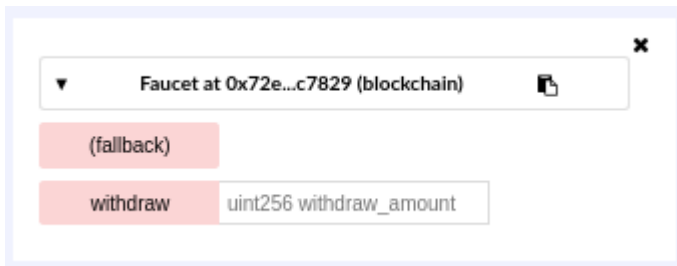 Faucet at 0x72e...c7829 (blockchain)
(fallback)
withdraw uint256 withdraw_amount